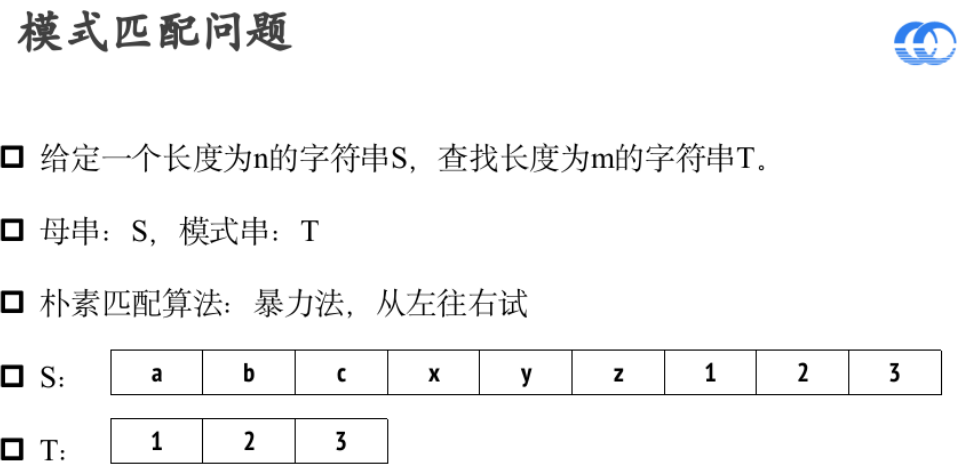 模式匹配问题
给定一个长度为n的字符串S，查找长度为m的字符串T。
母串：S，模式串：T
朴素匹配算法：暴力法，从左往右试
S： a b c x y z 1 2 3
T： 1 2 3